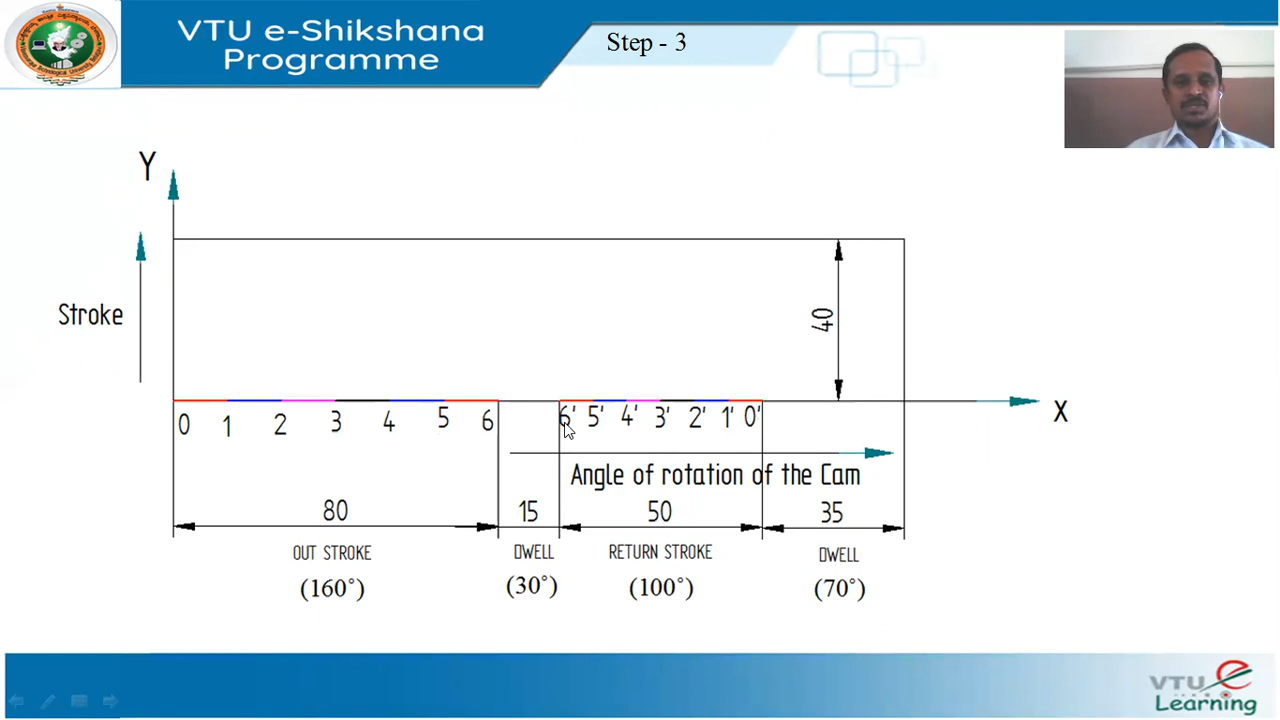 VTU e-Shikshana
Programme
Step - 3
Y
Stroke
40
0 1 2 3 4 5 6 6' 5' 4' 3' 2' 1' 0'
X
Angle of rotation of the Cam
80 15 50 35
OUT STROKE DWELL RETURN STROKE DWELL
(160°) (30°) (100°) (70°)
VTU e
Learning